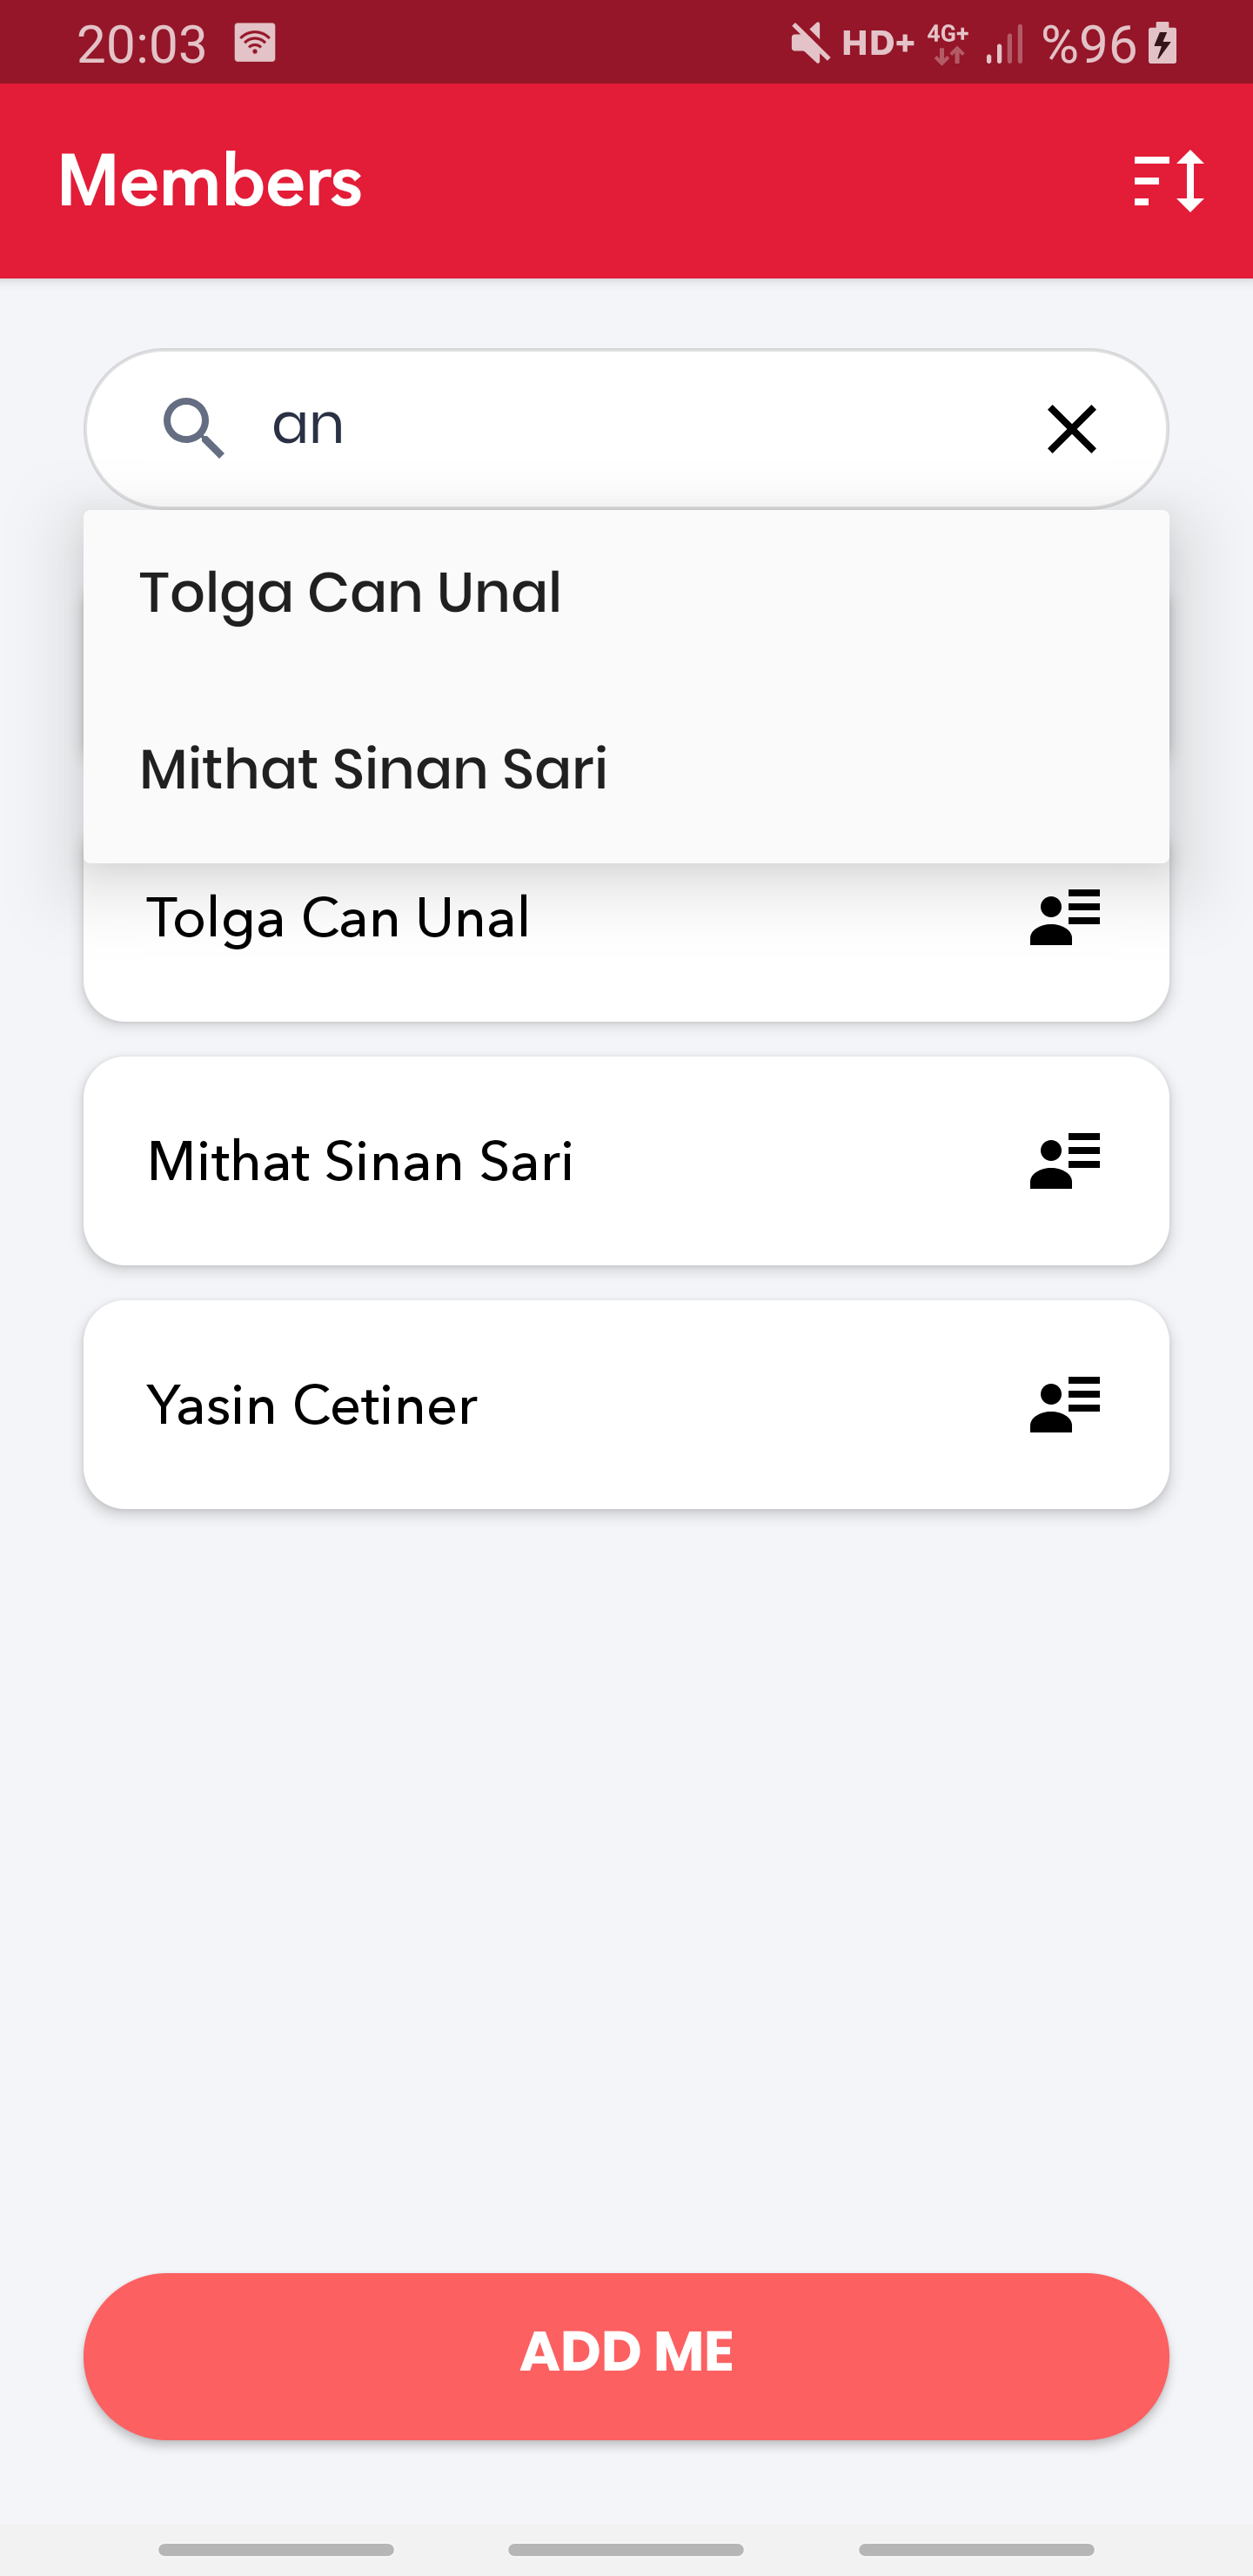 20:03 HD+ 4G+ %96
Members
an
Tolga Can Unal
Mithat Sinan Sari
Tolga Can Unal
Mithat Sinan Sari
Yasin Cetiner
ADD ME